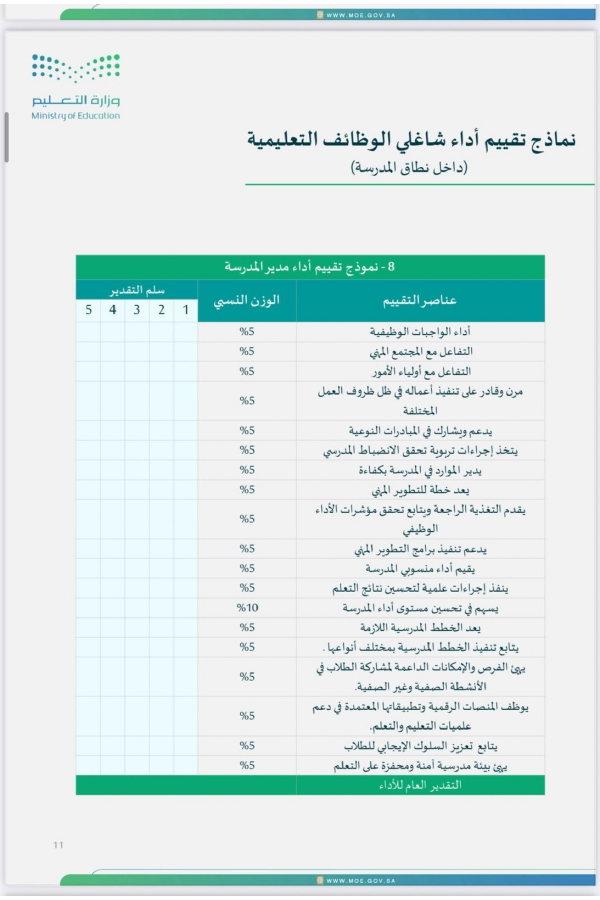 WWW.MOE.GOV.SA
وزارة التعليم
Ministry of Education
نماذج تقييم أداء شاغلي الوظائف التعليمية
(داخل نطاق المدرسة)
8 - نموذج تقييم أداء مدير المدرسة
عناصر التقييم الوزن النسبي سلم التقدير
1 2 3 4 5
أداء الواجبات الوظيفية %5
التفاعل مع المجتمع المهني %5
التفاعل مع أولياء الأمور %5
مرن وقادر على تنفيذ أعماله في ظل ظروف العمل
المختلفة %5
يدعم ويشارك في المبادرات النوعية %5
يتخذ إجراءات تربوية تحقق الانضباط المدرسي %5
يدير الموارد في المدرسة بكفاءة %5
يعد خطة للتطوير المهني %5
يقدم التغذية الراجعة ويتابع تحقق مؤشرات الأداء
الوظيفي %5
يدعم تنفيذ برامج التطوير المهني %5
يقيم أداء منسوبي المدرسة %5
ينفذ إجراءات علمية لتحسين نتائج التعلم %5
يسهم في تحسين مستوى أداء المدرسة %10
يعد الخطط المدرسية اللازمة %5
يتابع تنفيذ الخطط المدرسية بمختلف أنواعها . %5
يهئ الفرص والإمكانات الداعمة لمشاركة الطلاب في
الأنشطة الصفية وغير الصفية. %5
يوظف المنصات الرقمية وتطبيقاتها المعتمدة في دعم
علميات التعليم والتعلم. %5
يتابع تعزيز السلوك الإيجابي للطلاب %5
يهئ بيئة مدرسية أمنة ومحفزة على التعلم %5
التقدير العام للأداء
11
WWW.MOE.GOV.SA